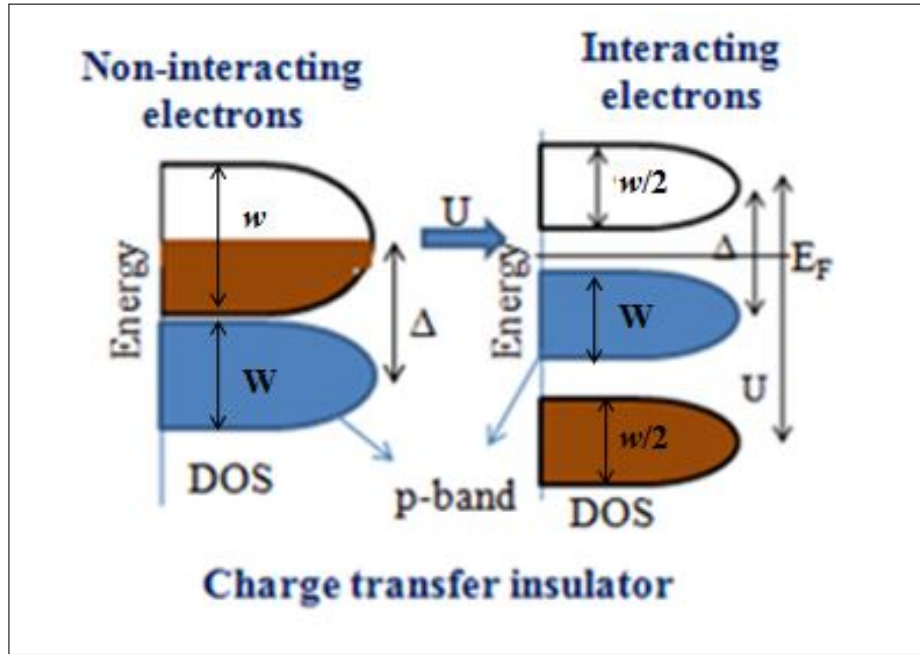 Non-interacting
electrons
Interacting
electrons
w
U
w/2
Energy
Δ
W
Energy
Δ
E_F
W
U
w/2
DOS
p-band
DOS
Charge transfer insulator